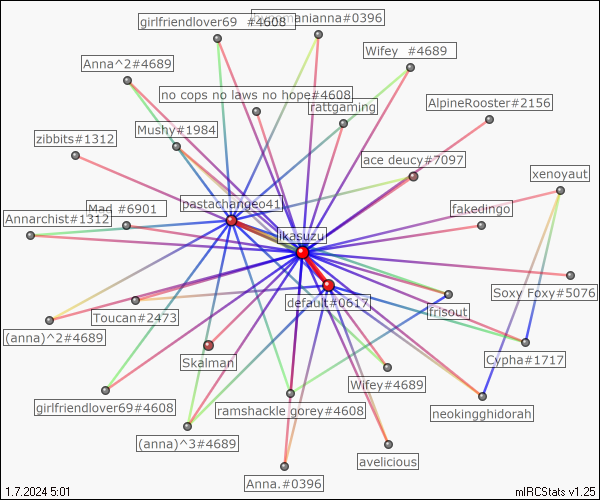 girlfriendlover69 #4608
nymanianna#0396
Wifey #4689
Anna^2#4689
no cops no laws no hope#4608
AlpineRooster#2156
rattgaming
Mushy#1984
zibbits#1312
ace deucy#7097
xenoyaut
pastachangeo41
Mad #6901
fakedingo
Annarchist#1312
ikasuzu
Soxy Foxy#5076
default#0617
frisout
Toucan#2473
(anna)^2#4689
Skalman
Cypha#1717
Wifey#4689
girlfriendlover69#4608
ramshackle gorey#4608
neokingghidorah
(anna)^3#4689
avelicious
Anna.#0396
1.7.2024 5:01
mIRCStats v1.25